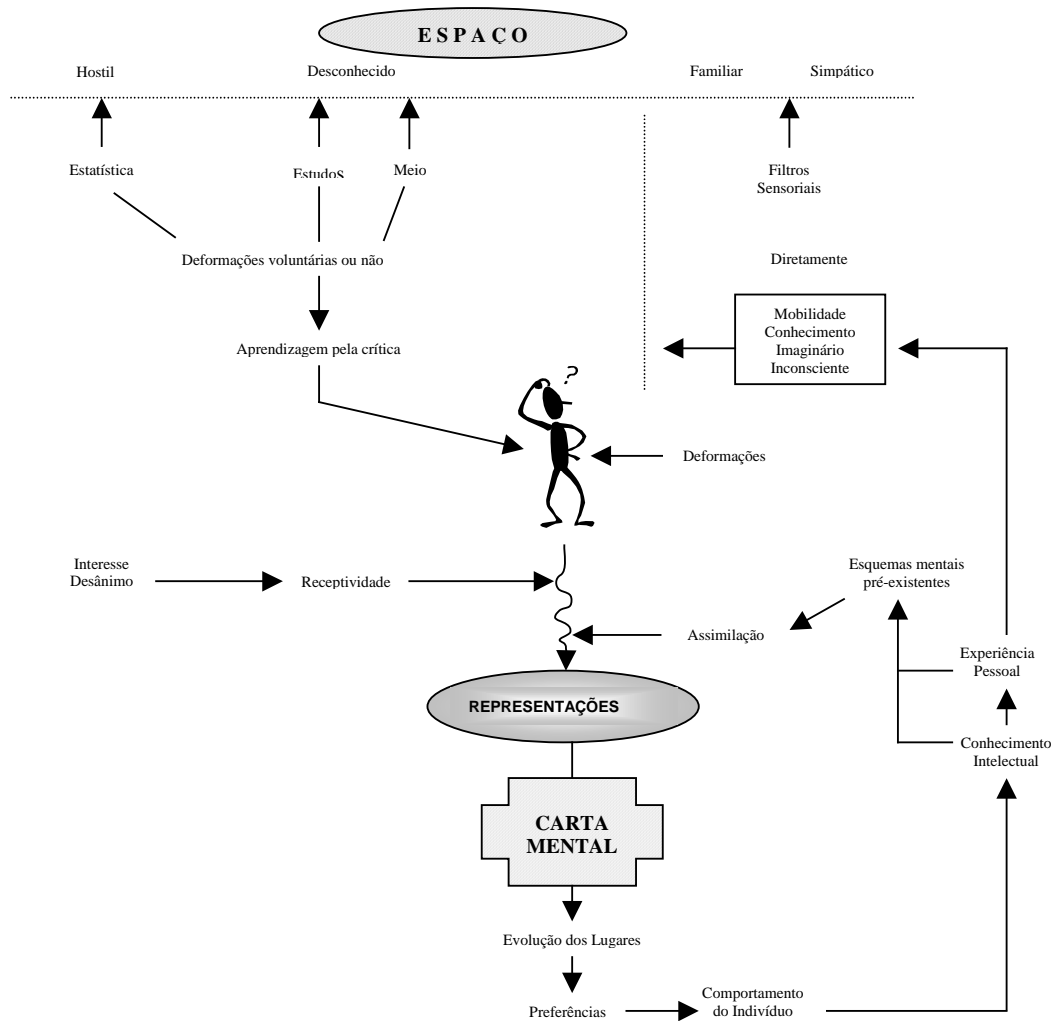 E S P A Ç O
Hostil
Desconhecido
Familiar
Simpático
Estatística
Estudos
Meio
Filtros
Sensoriais
Deformações voluntárias ou não
Diretamente
Mobilidade
Conhecimento
Imaginário
Inconsciente
Aprendizagem pela crítica
?
Deformações
Interesse
Desânimo
Receptividade
Esquemas mentais
pré-existentes
Assimilação
Experiência
Pessoal
REPRESENTAÇÕES
Conhecimento
Intelectual
CARTA
MENTAL
Evolução dos Lugares
Preferências
Comportamento
do Indivíduo